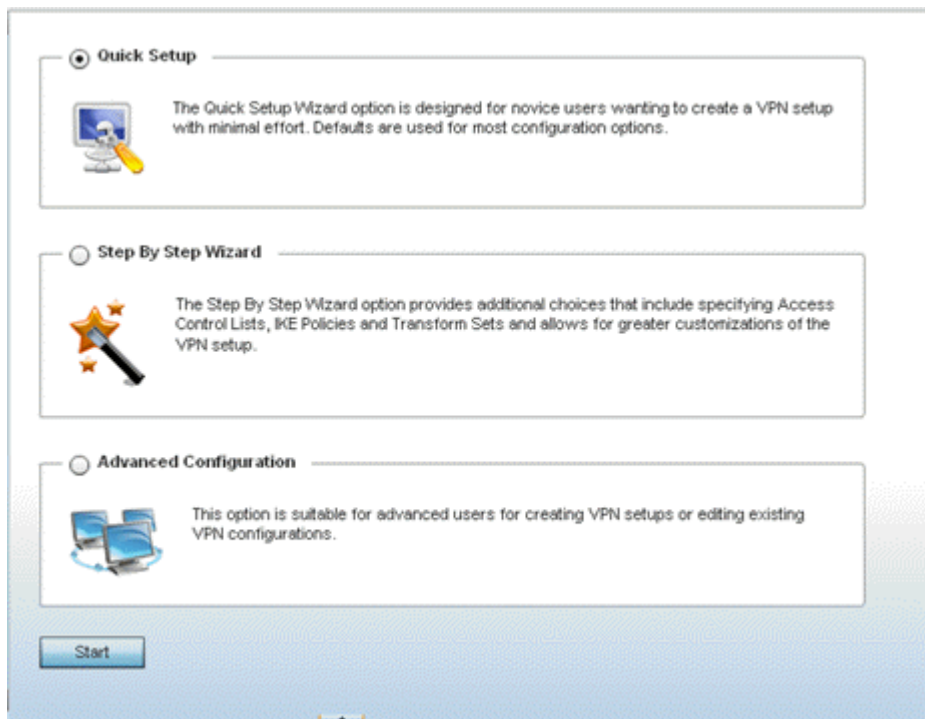 Quick Setup
The Quick Setup Wizard option is designed for novice users wanting to create a VPN setup
with minimal effort. Defaults are used for most configuration options.
Step By Step Wizard
The Step By Step Wizard option provides additional choices that include specifying Access
Control Lists, IKE Policies and Transform Sets and allows for greater customizations of the
VPN setup.
Advanced Configuration
This option is suitable for advanced users for creating VPN setups or editing existing
VPN configurations.
Start